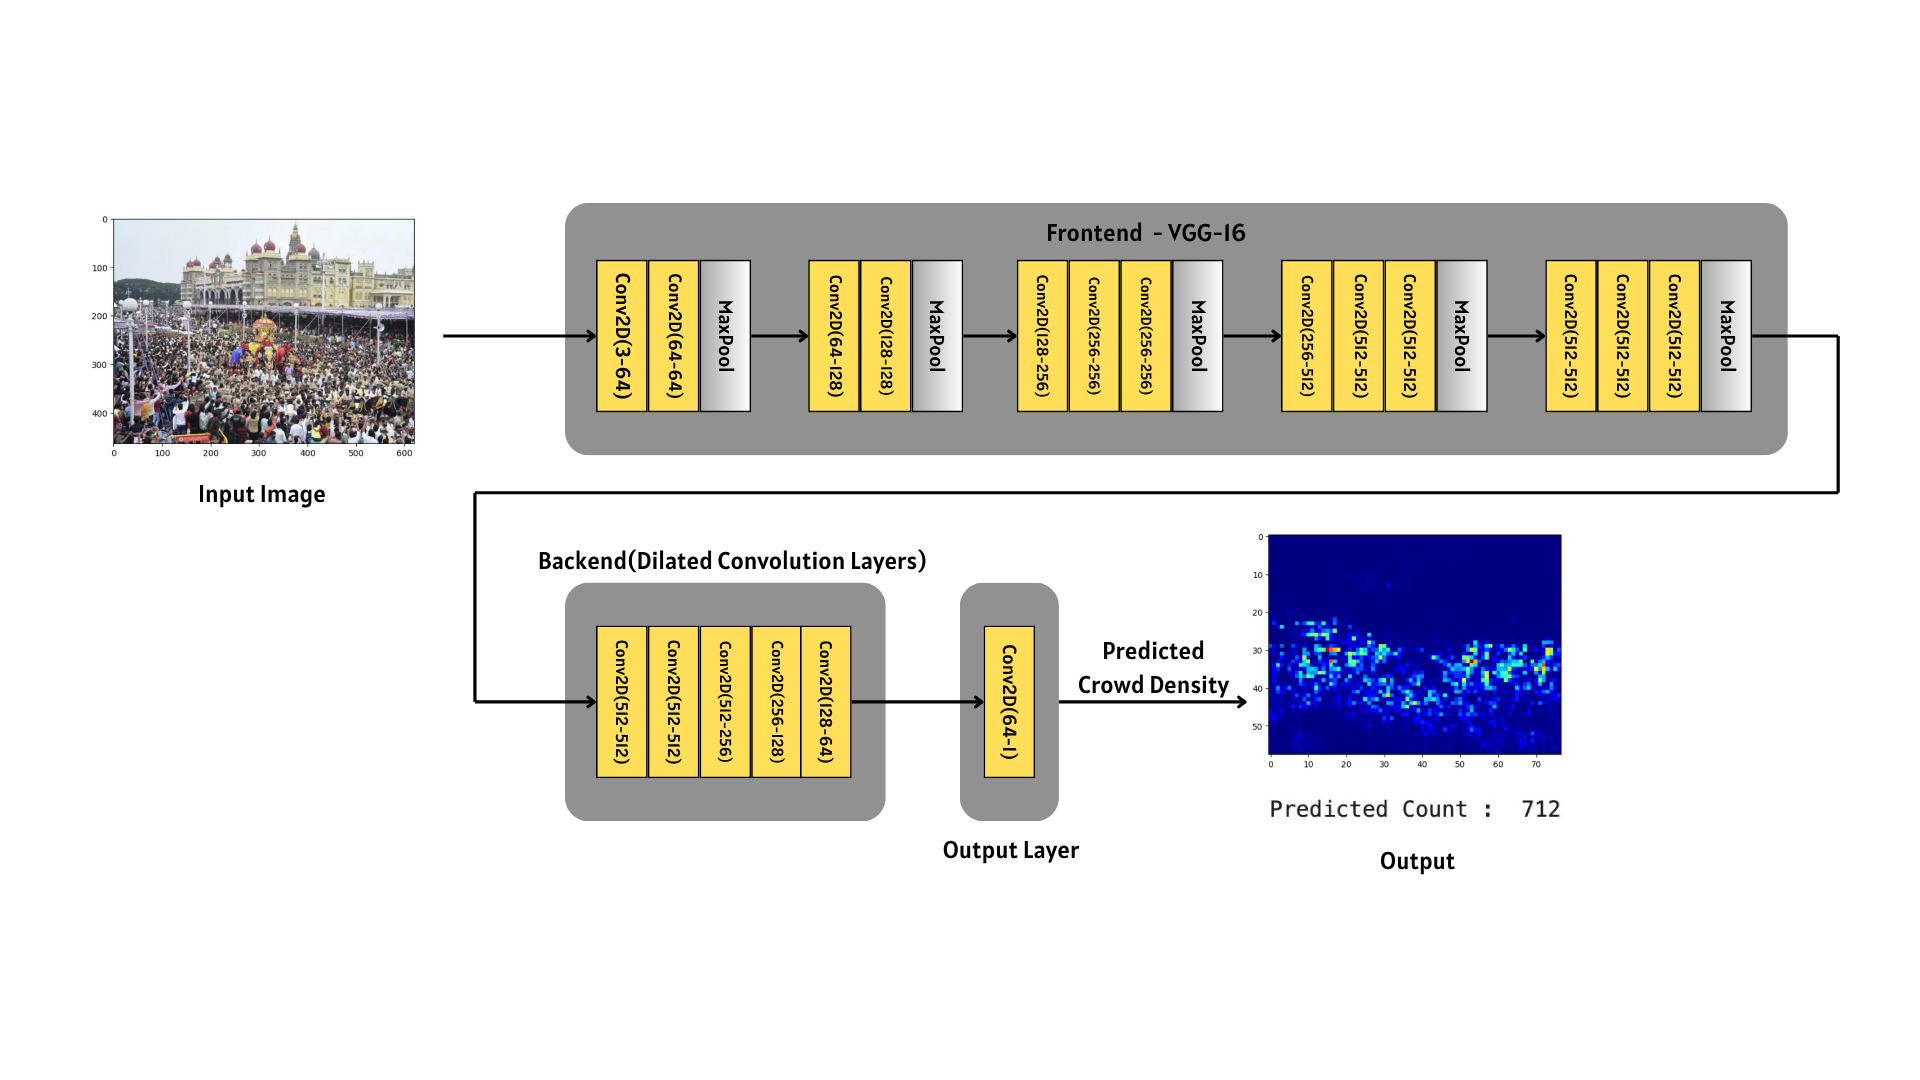 Frontend - VGG-16
0
100
200
300
400
0 100 200 300 400 500 600
Input Image
Conv2D(3-64)
Conv2D(64-64)
MaxPool
Conv2D(64-128)
Conv2D(128-128)
MaxPool
Conv2D(128-256)
Conv2D(256-256)
Conv2D(256-256)
MaxPool
Conv2D(256-512)
Conv2D(512-512)
Conv2D(512-512)
MaxPool
Conv2D(512-512)
Conv2D(512-512)
Conv2D(512-512)
MaxPool
Backend(Dilated Convolution Layers)
Conv2D(512-512)
Conv2D(512-512)
Conv2D(512-256)
Conv2D(256-128)
Conv2D(128-64)
Conv2D(64-1)
Output Layer
Predicted
Crowd Density
0
10
20
30
40
50
0 10 20 30 40 50 60 70
Predicted Count : 712
Output